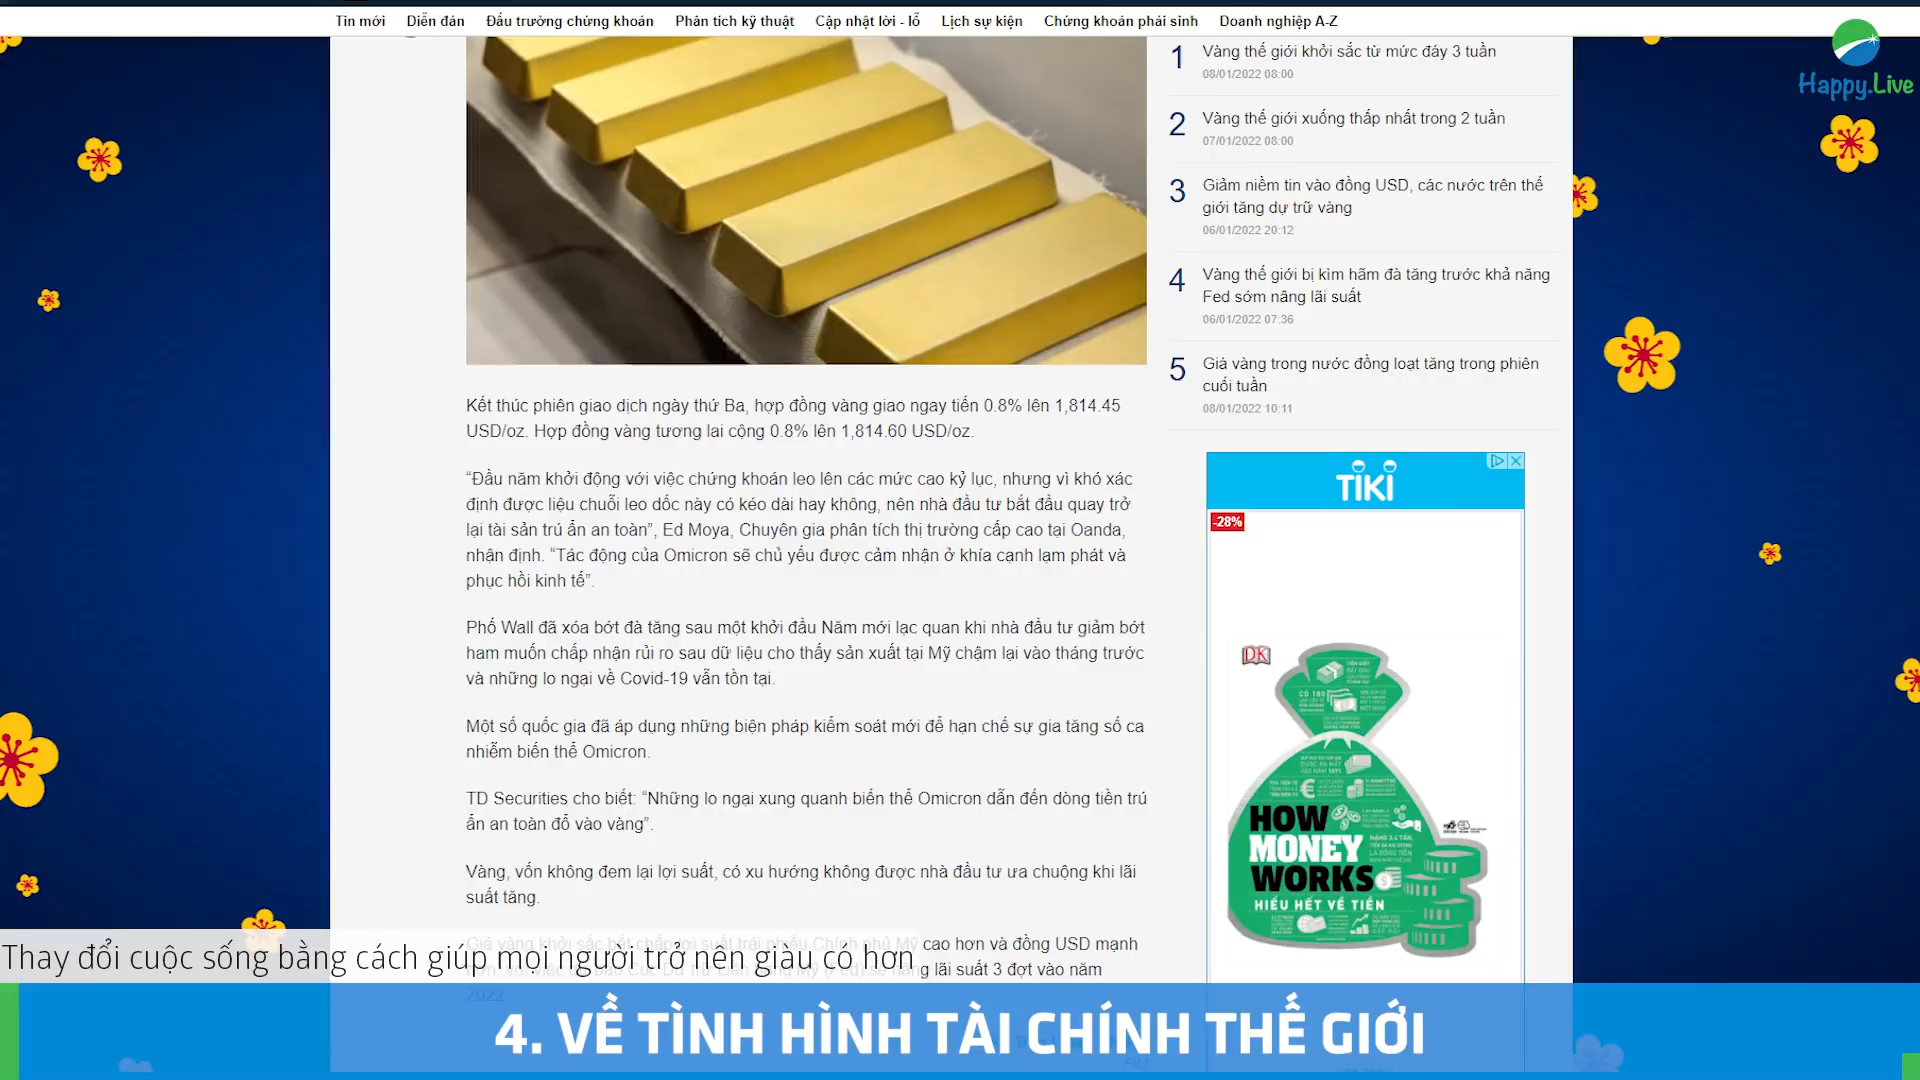 Tin mới Diễn đàn Đấu trường chứng khoán Phân tích kỹ thuật Cập nhật lời - lỗ Lịch sự kiện Chứng khoán phái sinh Doanh nghiệp A-Z
Happy.Live
Kết thúc phiên giao dịch ngày thứ Ba, hợp đồng vàng giao ngay tiến 0.8% lên 1,814.45
USD/oz. Hợp đồng vàng tương lai cộng 0.8% lên 1,814.60 USD/oz.
“Đầu năm khởi động với việc chứng khoán leo lên các mức cao kỷ lục, nhưng vì khó xác
định được liệu chuỗi leo dốc này có kéo dài hay không, nên nhà đầu tư bắt đầu quay trở
lại tài sản trú ẩn an toàn”, Ed Moya, Chuyên gia phân tích thị trường cấp cao tại Oanda,
nhận định. “Tác động của Omicron sẽ chủ yếu được cảm nhận ở khía cạnh lạm phát và
phục hồi kinh tế”.
Phố Wall đã xóa bớt đà tăng sau một khởi đầu Năm mới lạc quan khi nhà đầu tư giảm bớt
ham muốn chấp nhận rủi ro sau dữ liệu cho thấy sản xuất tại Mỹ chậm lại vào tháng trước
và những lo ngại về Covid-19 vẫn tồn tại.
Một số quốc gia đã áp dụng những biện pháp kiểm soát mới để hạn chế sự gia tăng số ca
nhiễm biến thể Omicron.
TD Securities cho biết: “Những lo ngại xung quanh biến thể Omicron dẫn đến dòng tiền trú
ẩn an toàn đổ vào vàng”.
Vàng, vốn không đem lại lợi suất, có xu hướng không được nhà đầu tư ưa chuộng khi lãi
suất tăng.
Giá vàng khởi sắc bất chấp lợi suất trái phiếu Chính phủ Mỹ cao hơn và đồng USD mạnh
lãi suất 3 đợt vào năm
2022
1 Vàng thế giới khởi sắc từ mức đáy 3 tuần
08/01/2022 08:00
2 Vàng thế giới xuống thấp nhất trong 2 tuần
07/01/2022 08:00
3 Giảm niềm tin vào đồng USD, các nước trên thế
giới tăng dự trữ vàng
06/01/2022 20:12
4 Vàng thế giới bị kìm hãm đà tăng trước khả năng
Fed sớm nâng lãi suất
06/01/2022 07:36
5 Giá vàng trong nước đồng loạt tăng trong phiên
cuối tuần
08/01/2022 10:11
TIKI
-28%
DK
HOW
MONEY
WORKS
HIỂU HẾT VỀ TIỀN
Thay đổi cuộc sống bằng cách giúp mọi người trở nên giàu có hơn
4. VỀ TÌNH HÌNH TÀI CHÍNH THẾ GIỚI